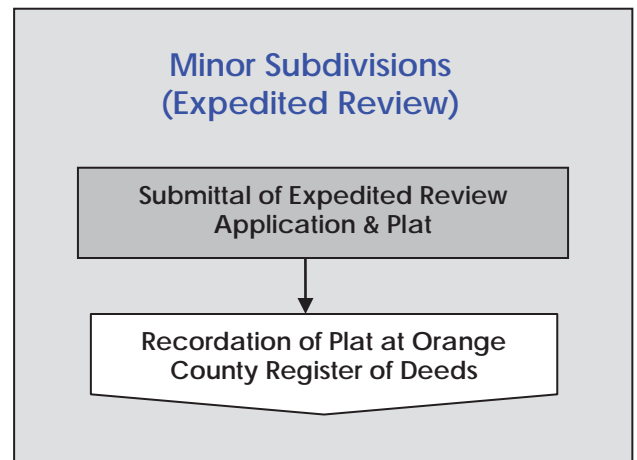 Minor Subdivisions
(Expedited Review)
Submittal of Expedited Review
Application & Plat
Recordation of Plat at Orange
County Register of Deeds